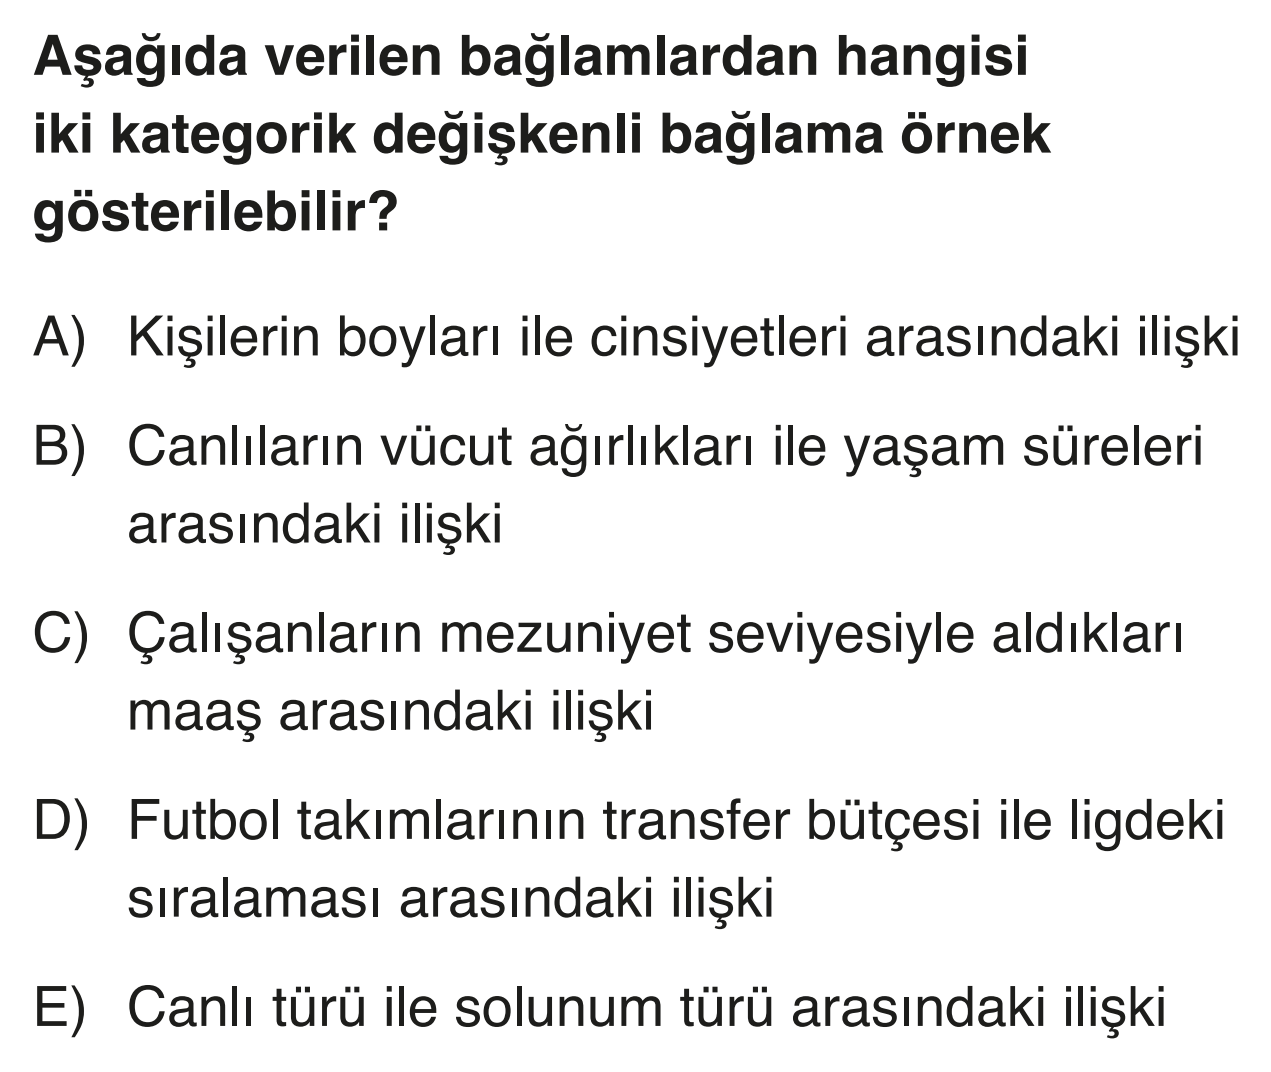 Aşağıda verilen bağlamlardan hangisi
iki kategorik değişkenli bağlama örnek
gösterilebilir?
A) Kişilerin boyları ile cinsiyetleri arasındaki ilişki
B) Canlıların vücut ağırlıkları ile yaşam süreleri
arasındaki ilişki
C) Çalışanların mezuniyet seviyesiyle aldıkları
maaş arasındaki ilişki
D) Futbol takımlarının transfer bütçesi ile ligdeki
sıralaması arasındaki ilişki
E) Canlı türü ile solunum türü arasındaki ilişki